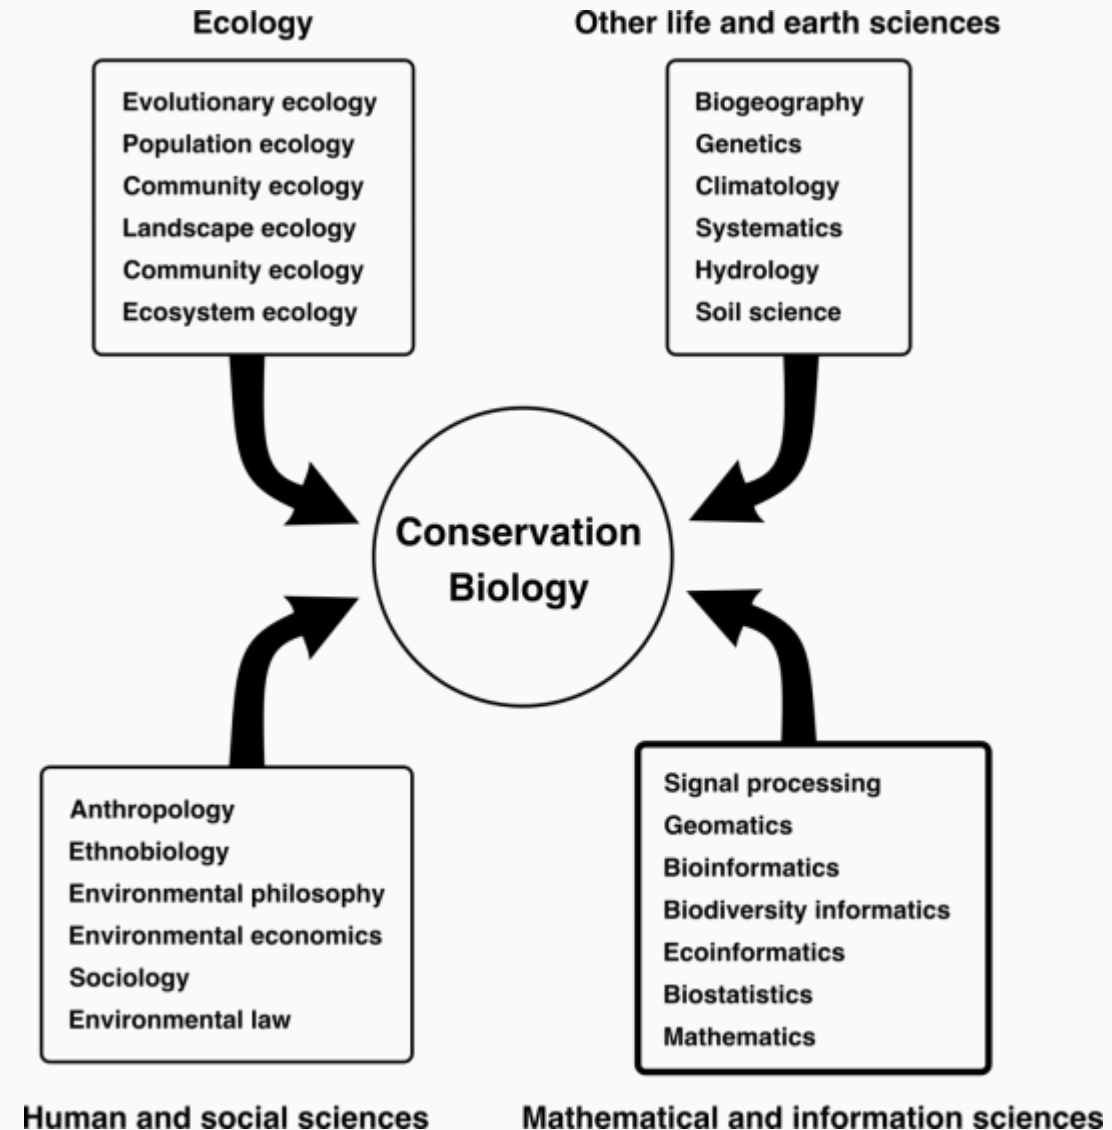 Ecology
Evolutionary ecology
Population ecology
Community ecology
Landscape ecology
Community ecology
Ecosystem ecology
Other life and earth sciences
Biogeography
Genetics
Climatology
Systematics
Hydrology
Soil science
Conservation
Biology
Anthropology
Ethnobiology
Environmental philosophy
Environmental economics
Sociology
Environmental law
Human and social sciences
Signal processing
Geomatics
Bioinformatics
Biodiversity informatics
Ecoinformatics
Biostatistics
Mathematics
Mathematical and information sciences